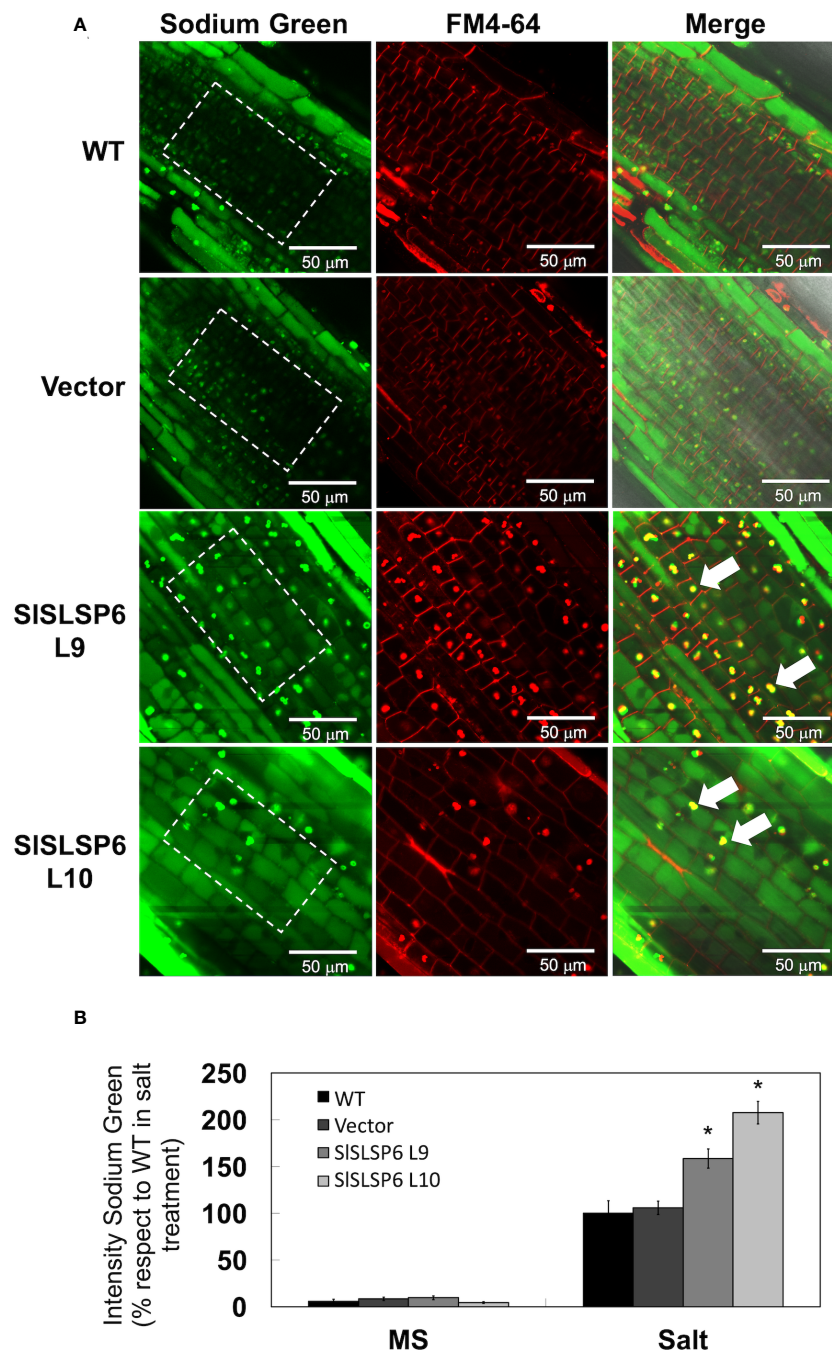 A
Sodium Green FM4-64 Merge
WT
50 μm 50 μm 50 μm
Vector
50 μm 50 μm 50 μm
SlSLSP6
L9
50 μm 50 μm 50 μm
SlSLSP6
L10
50 μm 50 μm 50 μm
B
Intensity Sodium Green
(% respect to WT in salt
treatment)
250
200
150
100
50
0
WT
Vector
SlSLSP6 L9
SlSLSP6 L10
* *
MS Salt